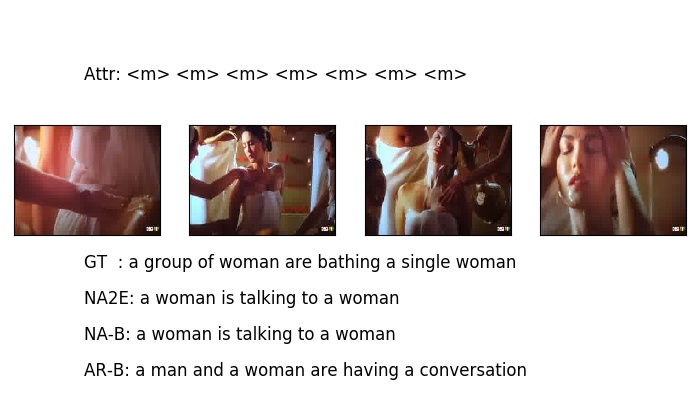 Attr: <m> <m> <m> <m> <m> <m> <m>
GT : a group of woman are bathing a single woman
NA2E: a woman is talking to a woman
NA-B: a woman is talking to a woman
AR-B: a man and a woman are having a conversation